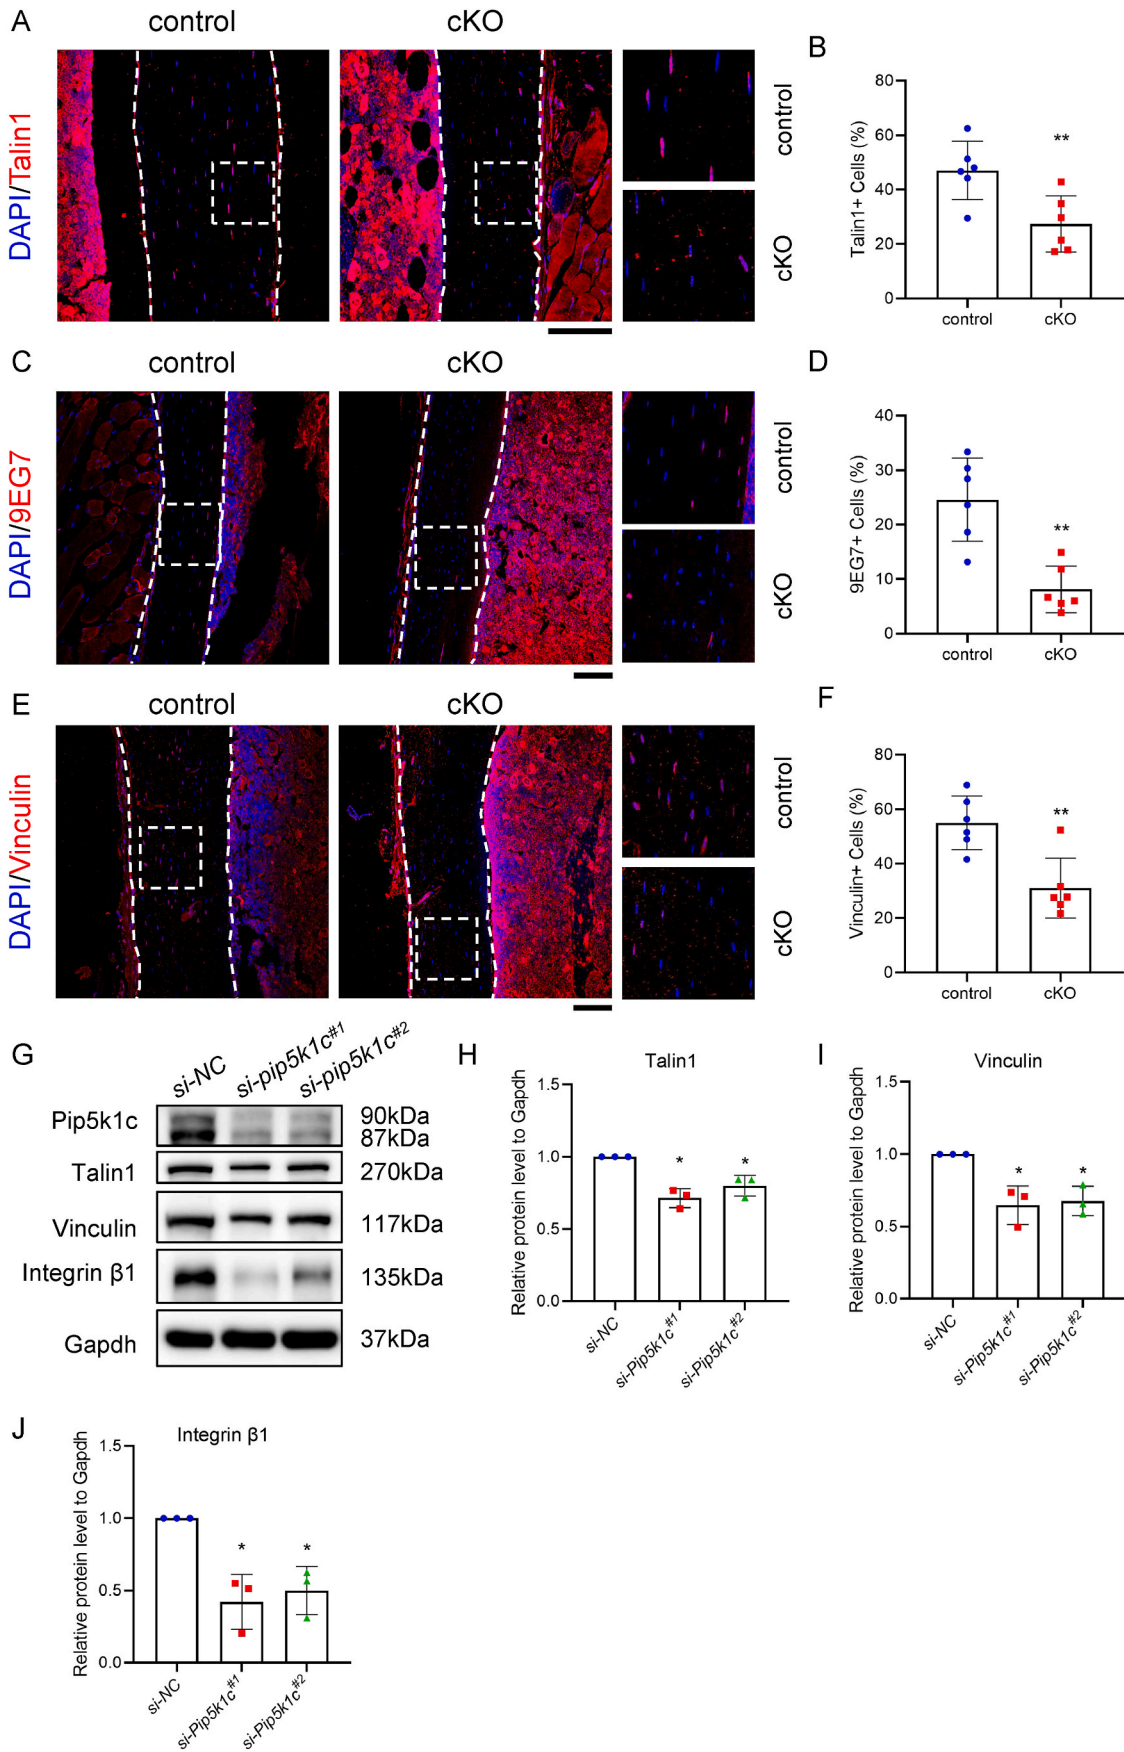 A
control
cKO
DAPI/Talin1
control
cKO
B
80
60
40
20
0
Talin1+ Cells (%)
**
control
cKO
C
control
cKO
DAPI/9EG7
control
cKO
D
40
30
20
10
0
9EG7+ Cells (%)
**
control
cKO
E
control
cKO
DAPI/Vinculin
control
cKO
F
80
60
40
20
0
Vinculin+ Cells (%)
**
control
cKO
G
si-NC
si-pip5k1c#1
si-pip5k1c#2
Pip5k1c
90kDa
87kDa
Talin1
270kDa
Vinculin
117kDa
Integrin β1
135kDa
Gapdh
37kDa
H
Talin1
Relative protein level to Gapdh
1.5
1.0
0.5
0.0
*
*
si-NC
si-Pip5k1c#1
si-Pip5k1c#2
I
Vinculin
Relative protein level to Gapdh
1.5
1.0
0.5
0.0
*
*
si-NC
si-Pip5k1c#1
si-Pip5k1c#2
J
Integrin β1
Relative protein level to Gapdh
1.5
1.0
0.5
0.0
*
*
si-NC
si-Pip5k1c#1
si-Pip5k1c#2